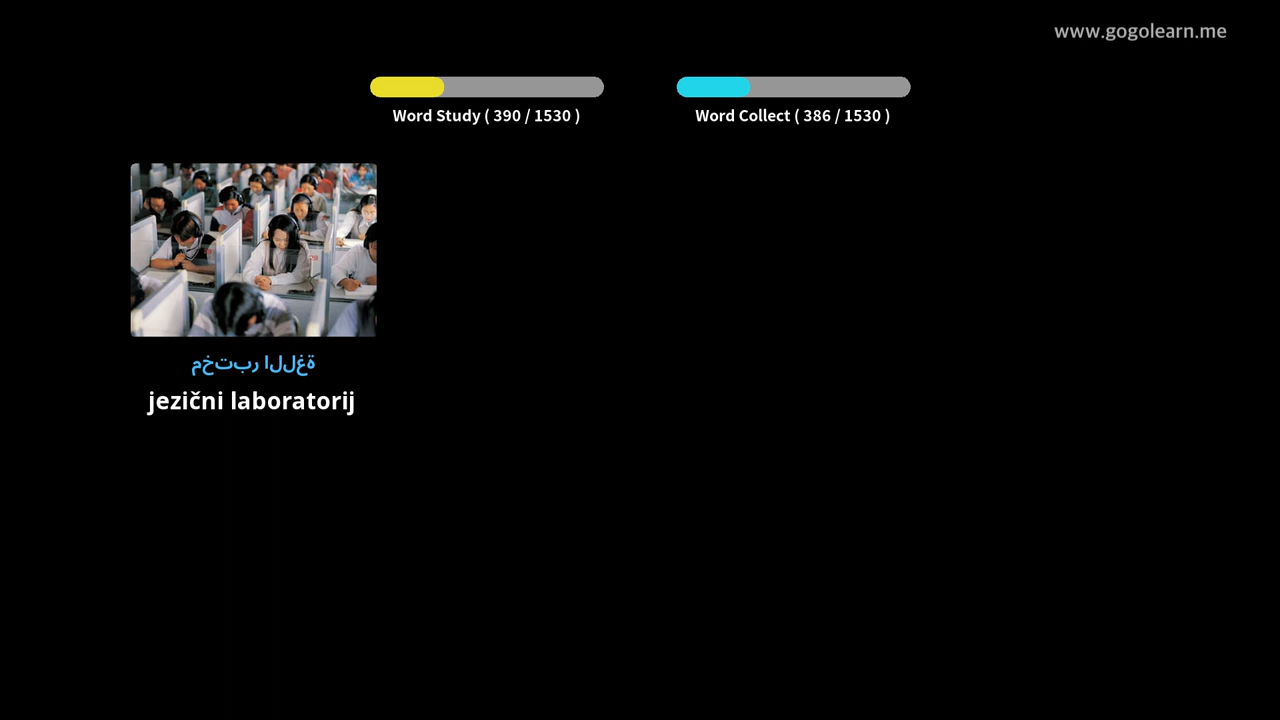 www.gogolearn.me
Word Study ( 390 / 1530 )
Word Collect ( 386 / 1530 )
مختبر اللغة
jezični laboratorij